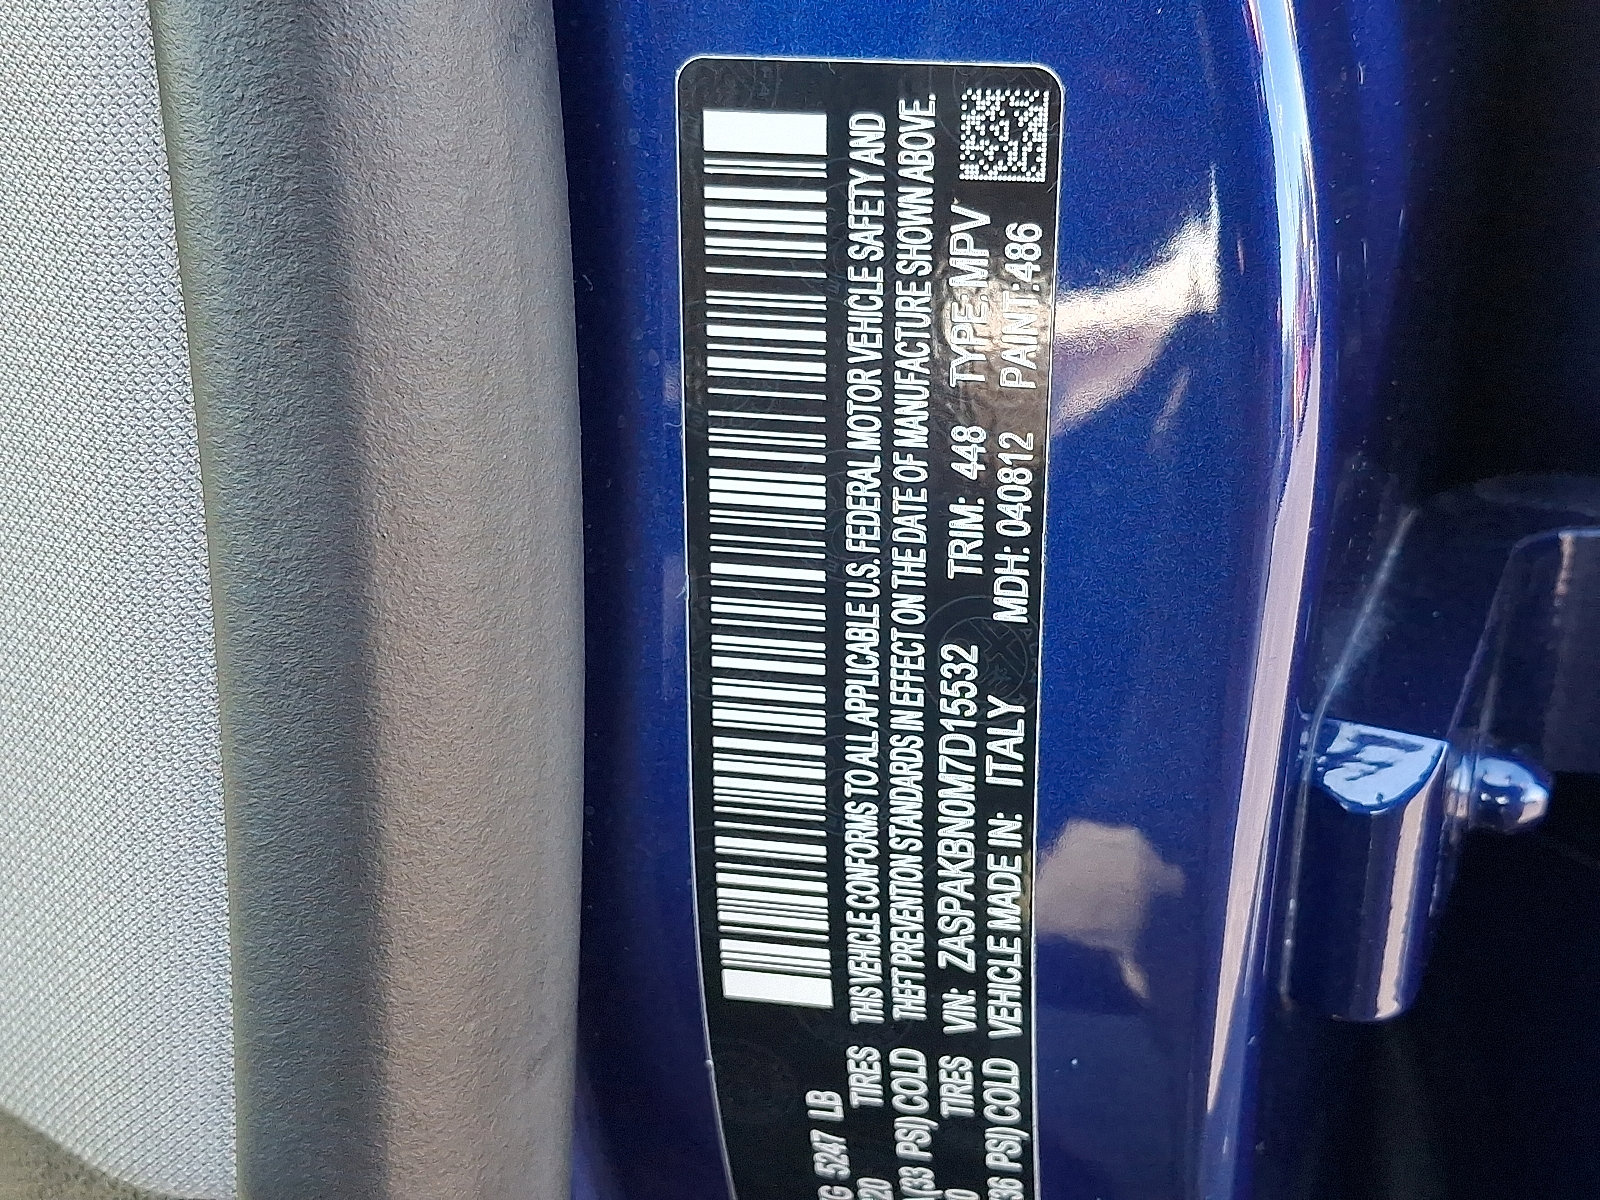 G 5247 LB
THIS VEHICLE CONFORMS TO ALL APPLICABLE U.S. FEDERAL MOTOR VEHICLE SAFETY AND
THEFT PREVENTION STANDARDS IN EFFECT ON THE DATE OF MANUFACTURE SHOWN ABOVE.
20 TIRES
(33 PSI) COLD
VIN: ZASPAKBN0M7D15532 TRIM: 448 TYPE: MPV
0 TIRES
36 PSI) COLD
VEHICLE MADE IN: ITALY MDH: 040812 PAINT: 486